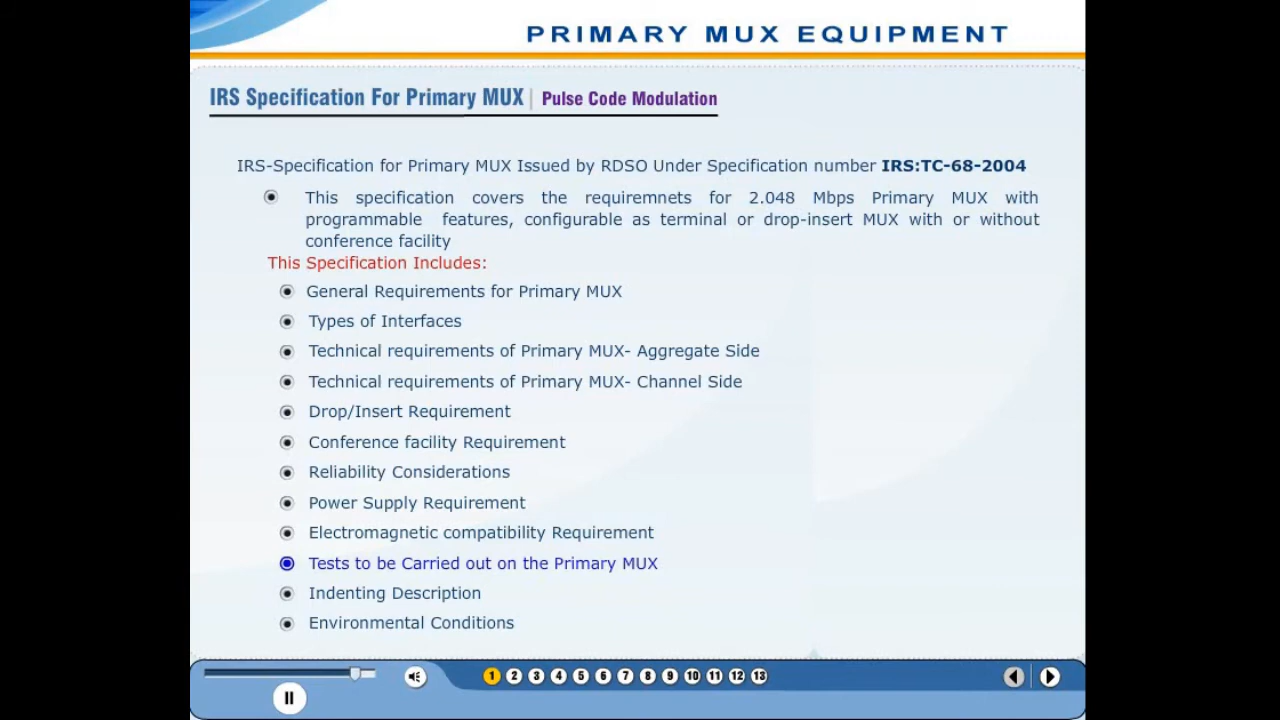 PRIMARY MUX EQUIPMENT
IRS Specification For Primary MUX | Pulse Code Modulation
IRS-Specification for Primary MUX Issued by RDSO Under Specification number IRS:TC-68-2004
This specification covers the requiremnets for 2.048 Mbps Primary MUX with
programmable features, configurable as terminal or drop-insert MUX with or without
conference facility
This Specification Includes:
General Requirements for Primary MUX
Types of Interfaces
Technical requirements of Primary MUX- Aggregate Side
Technical requirements of Primary MUX- Channel Side
Drop/Insert Requirement
Conference facility Requirement
Reliability Considerations
Power Supply Requirement
Electromagnetic compatibility Requirement
Tests to be Carried out on the Primary MUX
Indenting Description
Environmental Conditions
1 2 3 4 5 6 7 8 9 10 11 12 13